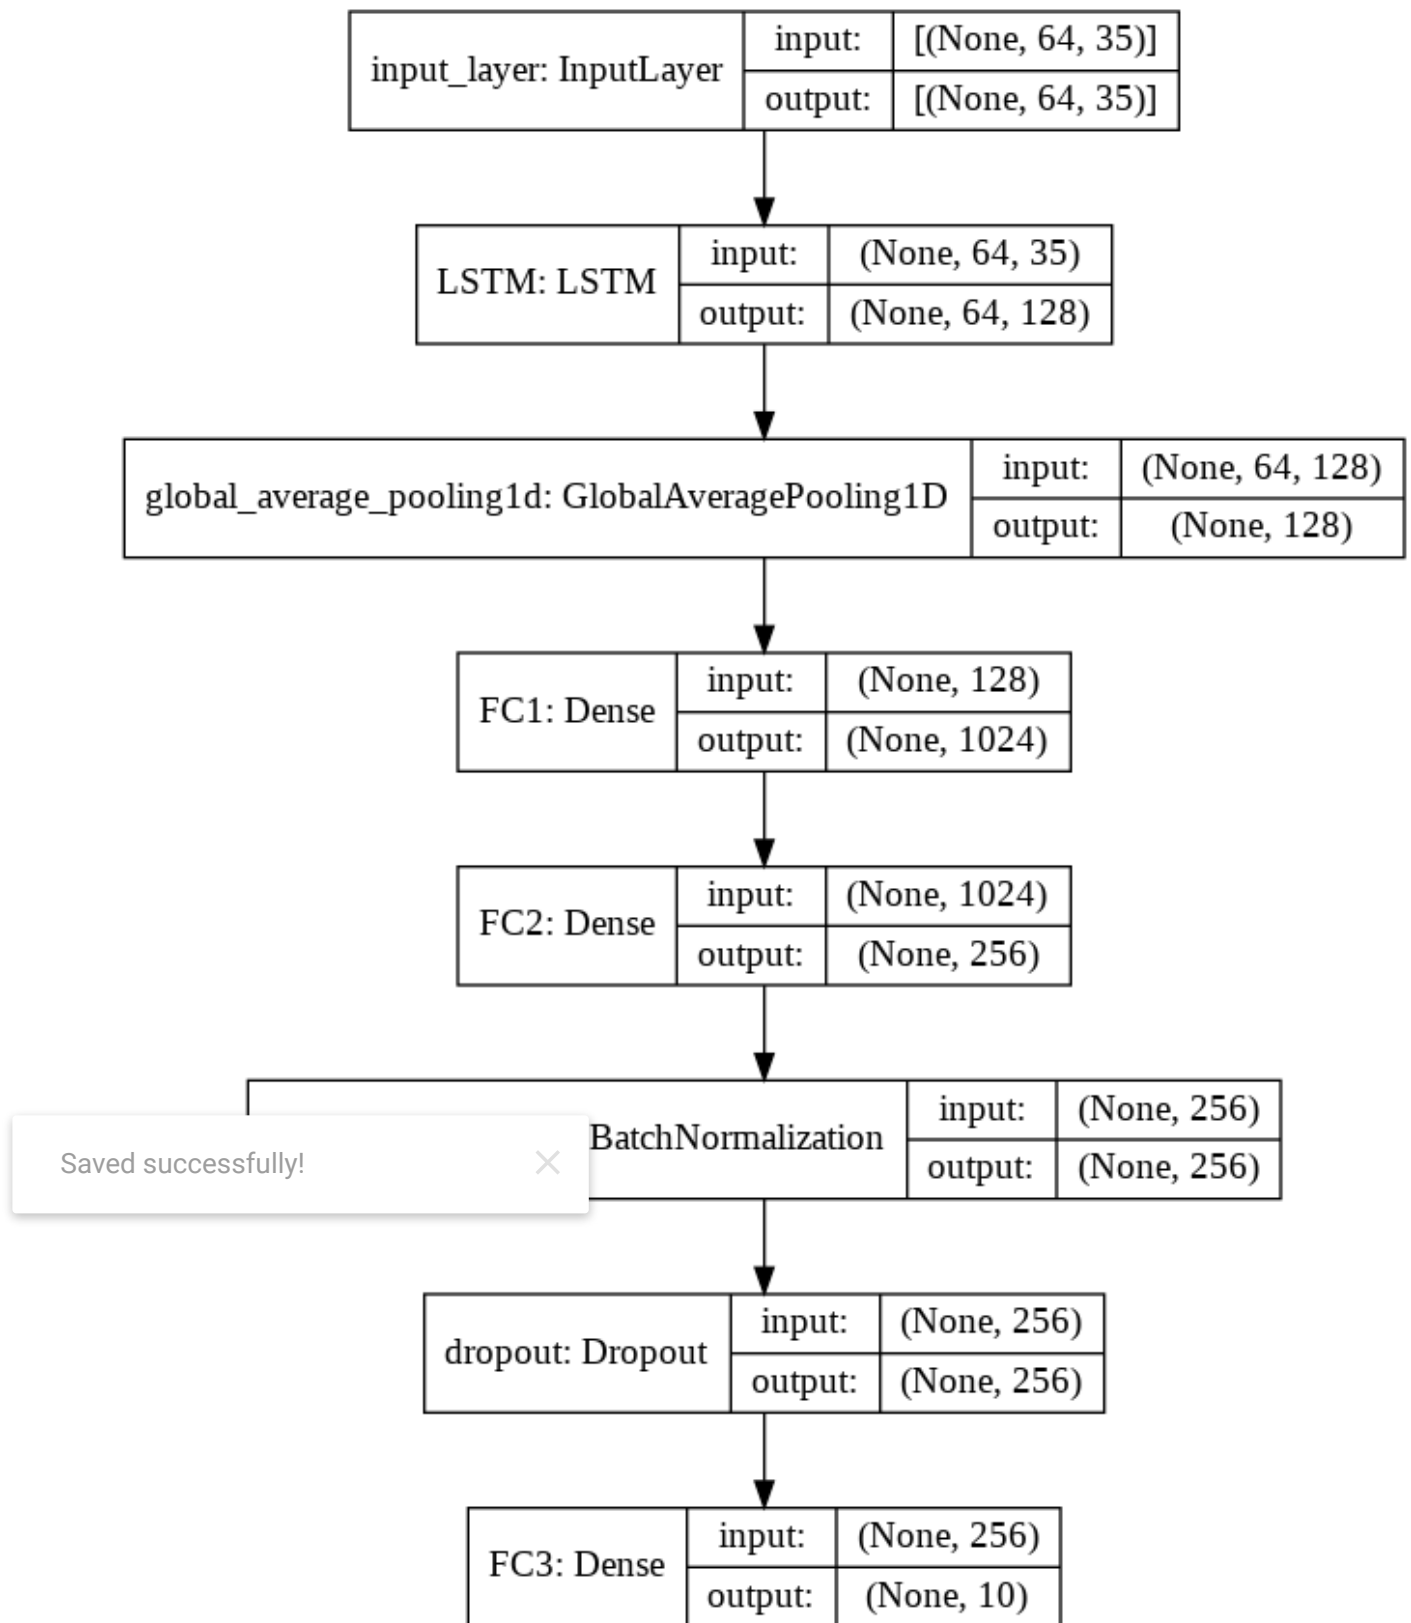 input: [(None, 64, 35)]
input_layer: InputLayer
output: [(None, 64, 35)]
input: (None, 64, 35)
LSTM: LSTM
output: (None, 64, 128)
input: (None, 64, 128)
global_average_pooling1d: GlobalAveragePooling1D
output: (None, 128)
input: (None, 128)
FC1: Dense
output: (None, 1024)
input: (None, 1024)
FC2: Dense
output: (None, 256)
input: (None, 256)
BatchNormalization
output: (None, 256)
Saved successfully!
input: (None, 256)
dropout: Dropout
output: (None, 256)
input: (None, 256)
FC3: Dense
output: (None, 10)